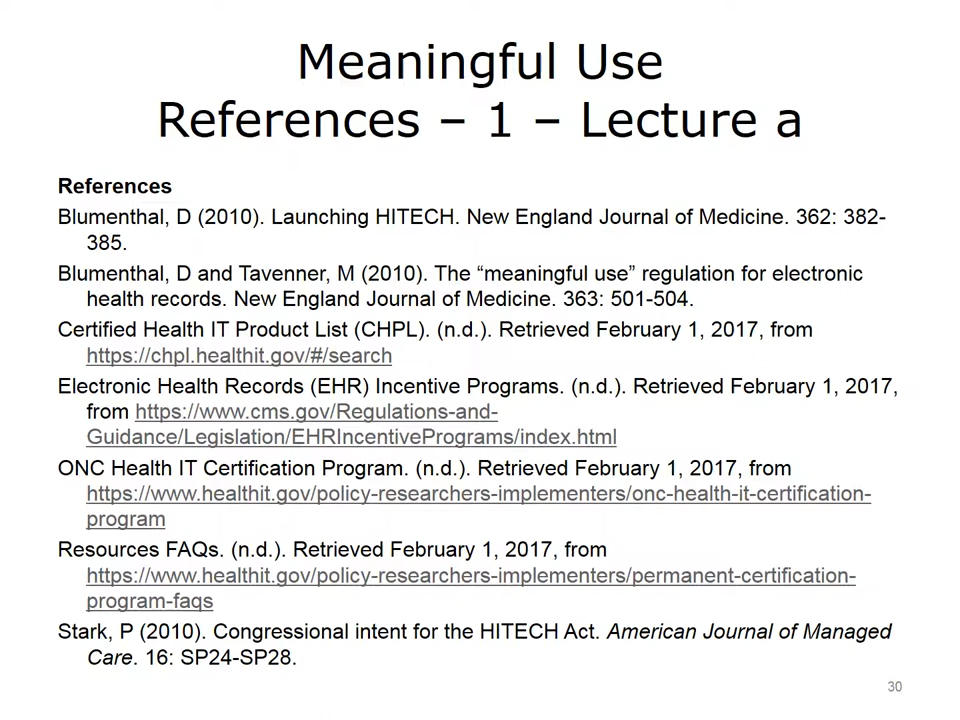 Meaningful Use
References – 1 – Lecture a
References
Blumenthal, D (2010). Launching HITECH. New England Journal of Medicine. 362: 382-
385.
Blumenthal, D and Tavenner, M (2010). The “meaningful use” regulation for electronic
health records. New England Journal of Medicine. 363: 501-504.
Certified Health IT Product List (CHPL). (n.d.). Retrieved February 1, 2017, from
https://chpl.healthit.gov/#/search
Electronic Health Records (EHR) Incentive Programs. (n.d.). Retrieved February 1, 2017,
from https://www.cms.gov/Regulations-and-
Guidance/Legislation/EHRIncentivePrograms/index.html
ONC Health IT Certification Program. (n.d.). Retrieved February 1, 2017, from
https://www.healthit.gov/policy-researchers-implementers/onc-health-it-certification-
program
Resources FAQs. (n.d.). Retrieved February 1, 2017, from
https://www.healthit.gov/policy-researchers-implementers/permanent-certification-
program-faqs
Stark, P (2010). Congressional intent for the HITECH Act. American Journal of Managed
Care. 16: SP24-SP28.
30